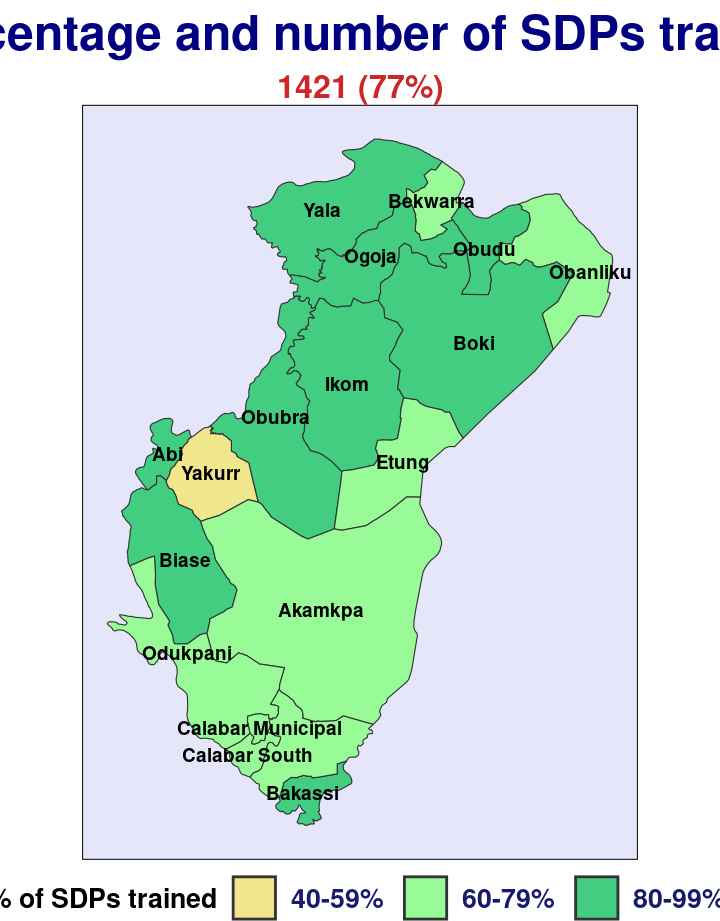 centage and number of SDPs tra
1421 (77%)
Bekwarra
Yala
Obudu
Ogoja
Obanliku
Boki
Ikom
Obubra
Abi
Etung
Yakurr
Biase
Akamkpa
Odukpani
Calabar Municipal
Calabar South
Bakassi
% of SDPs trained 40-59% 60-79% 80-99%